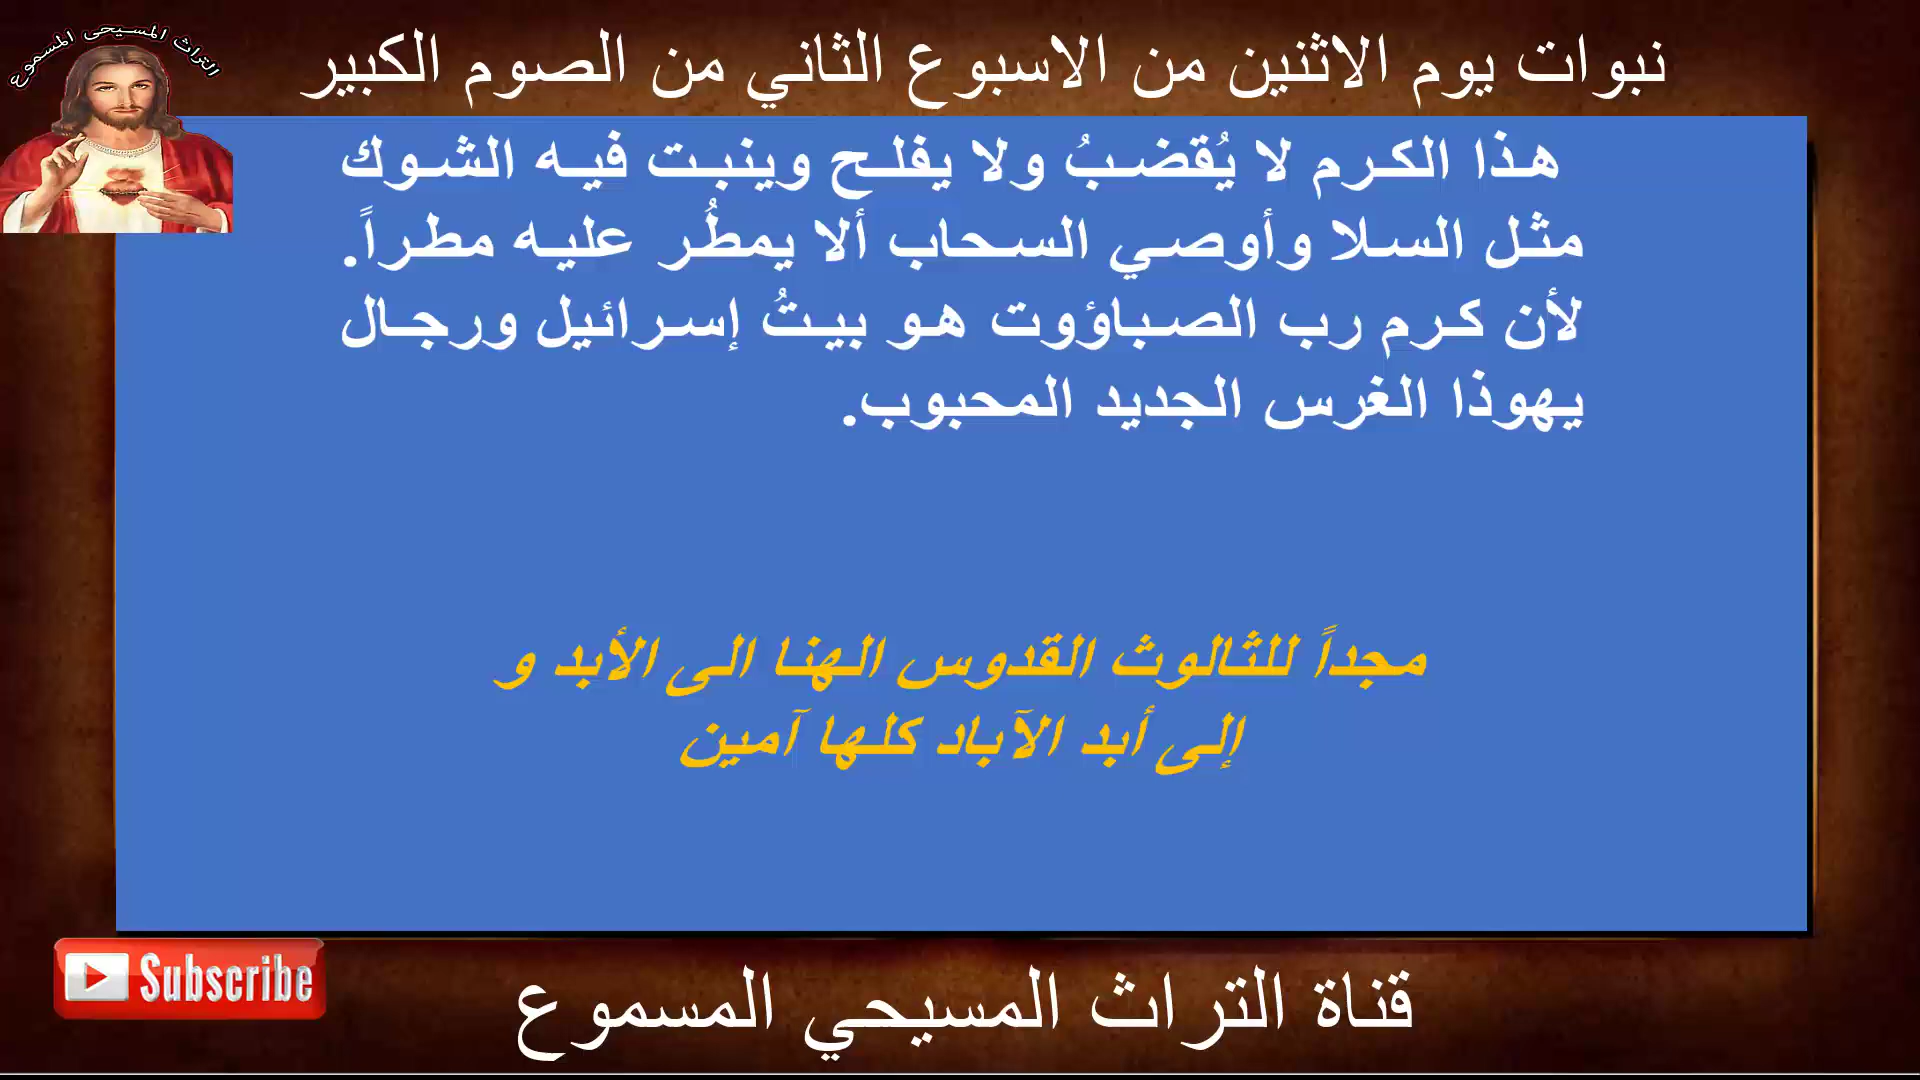 التراث المسيحى المسموع
نبوات يوم الاثنين من الاسبوع الثاني من الصوم الكبير
هذا الكرم لا يُقضبُ ولا يفلح وينبت فيه الشوك
مثل السلا وأوصي السحاب ألا يمطُر عليه مطراً.
لأن كرم رب الصباؤوت هو بيتُ إسرائيل ورجال
يهوذا الغرس الجديد المحبوب.
مجداً للثالوث القدوس الهنا الى الأبد و
إلى أبد الآباد كلها آمين
Subscribe
قناة التراث المسيحي المسموع